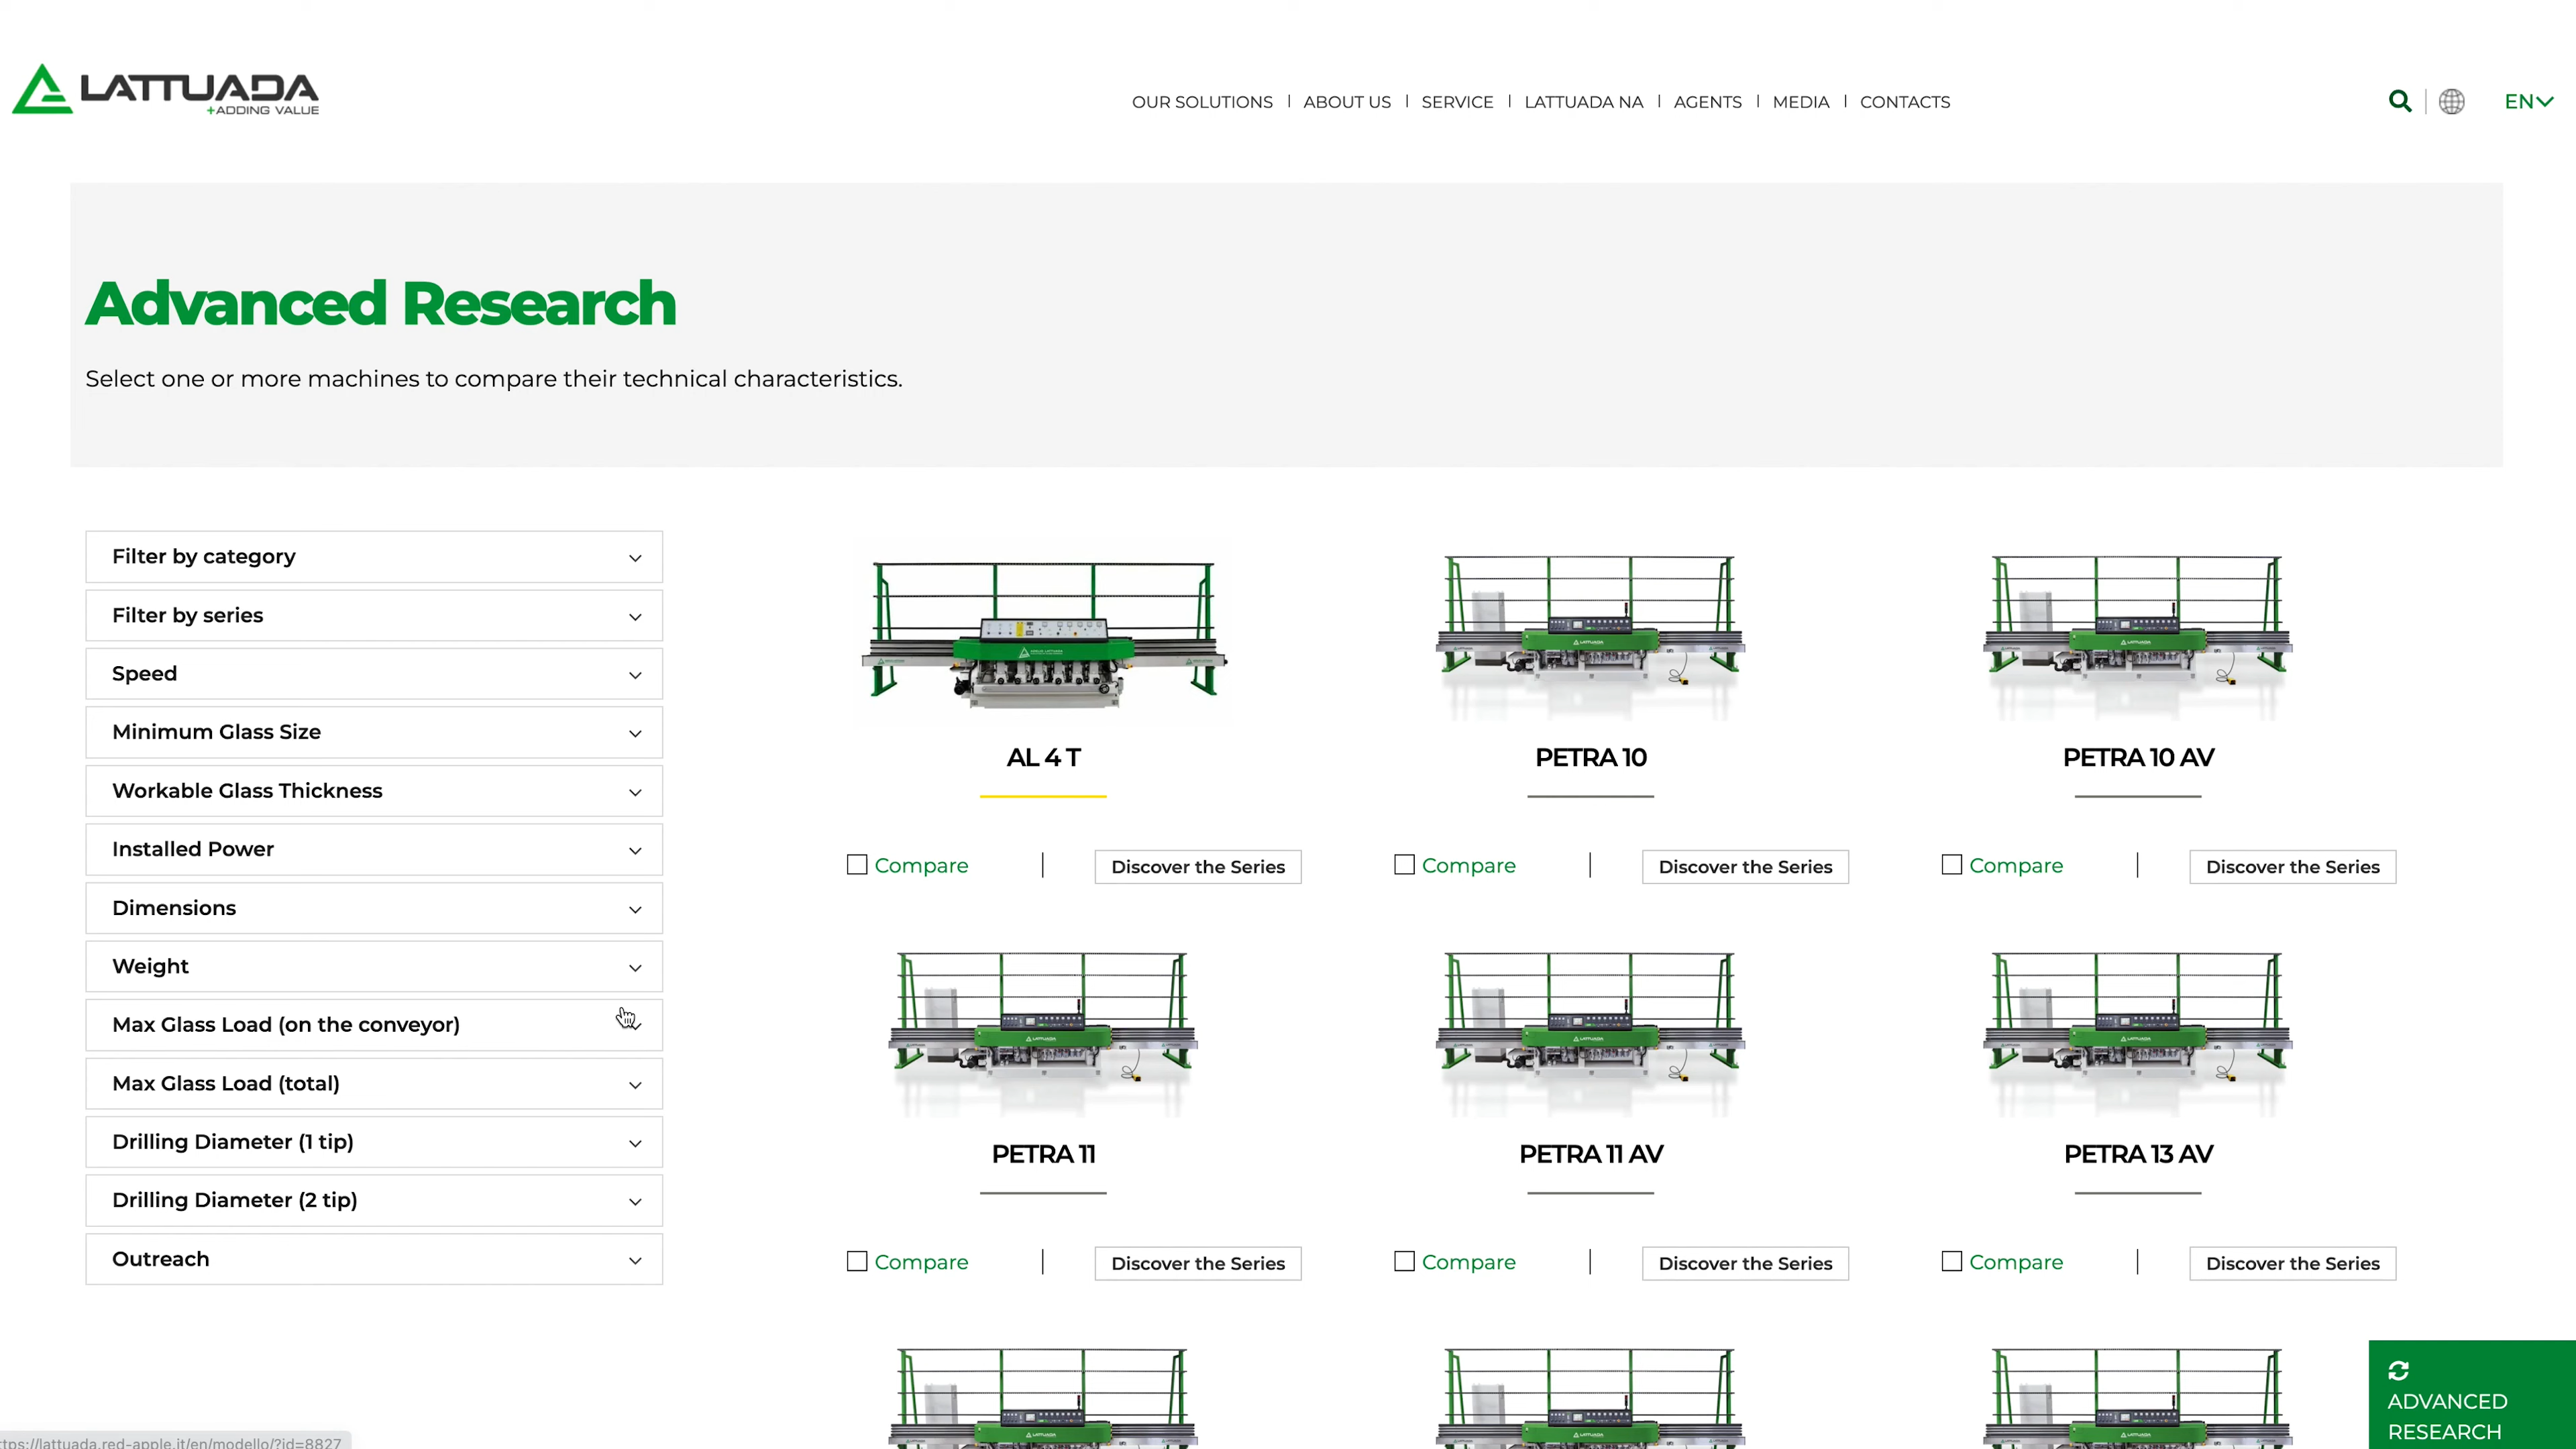 LATTUADA
+ADDING VALUE
OUR SOLUTIONS | ABOUT US | SERVICE | LATTUADA NA | AGENTS | MEDIA | CONTACTS
EN
Advanced Research
Select one or more machines to compare their technical characteristics.
Filter by category
Filter by series
Speed
Minimum Glass Size
Workable Glass Thickness
Installed Power
Dimensions
Weight
Max Glass Load (on the conveyor)
Max Glass Load (total)
Drilling Diameter (1 tip)
Drilling Diameter (2 tip)
Outreach
AL 4 T
PETRA 10
PETRA 10 AV
Compare | Discover the Series
Compare | Discover the Series
Compare | Discover the Series
PETRA 11
PETRA 11 AV
PETRA 13 AV
Compare | Discover the Series
Compare | Discover the Series
Compare | Discover the Series
ADVANCED
RESEARCH
ttps://lattuada.red-apple.it/en/modello/?id=8827